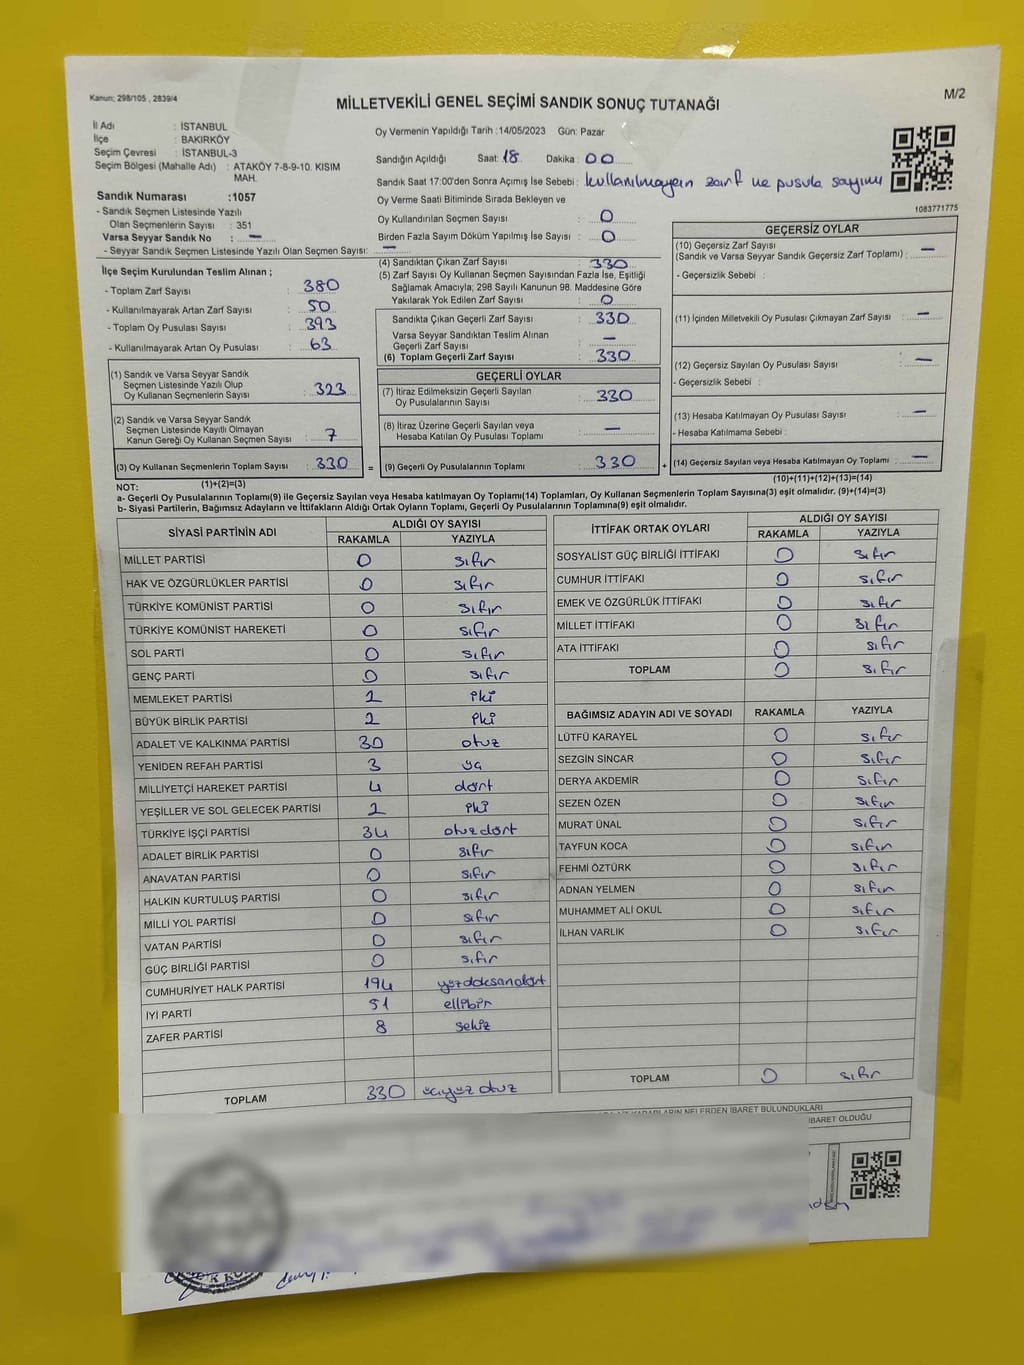 Kanun; 298/105 , 2839/4
MİLLETVEKİLİ GENEL SEÇİMİ SANDIK SONUÇ TUTANAĞI
M/2
İl Adı : İSTANBUL
İlçe : BAKIRKÖY
Seçim Çevresi : İSTANBUL-3
Seçim Bölgesi (Mahalle Adı) : ATAKÖY 7-8-9-10. KISIM
MAH.
Sandık Numarası :1057
- Sandık Seçmen Listesinde Yazılı
Olan Seçmenlerin Sayısı : 351
Varsa Seyyar Sandık No : —
- Seyyar Sandık Seçmen Listesinde Yazılı Olan Seçmen Sayısı: —
Oy Vermenin Yapıldığı Tarih :14/05/2023 Gün: Pazar
Sandığın Açıldığı Saat: 18 Dakika : 00
Sandık Saat 17:00'den Sonra Açılmış İse Sebebi : kullanılmayan zarf ve pusula sayımı
Oy Verme Saati Bitiminde Sırada Bekleyen ve
Oy Kullandırılan Seçmen Sayısı : 0
Birden Fazla Sayım Döküm Yapılmış İse Sayısı : 0
1083771775
İlçe Seçim Kurulundan Teslim Alınan ;
- Toplam Zarf Sayısı : 380
- Kullanılmayarak Artan Zarf Sayısı : 50
- Toplam Oy Pusulası Sayısı : 393
- Kullanılmayarak Artan Oy Pusulası : 63
(1) Sandık ve Varsa Seyyar Sandık
Seçmen Listesinde Yazılı Olup
Oy Kullanan Seçmenlerin Sayısı : 323
(2) Sandık ve Varsa Seyyar Sandık
Seçmen Listesinde Kayıtlı Olmayan
Kanun Gereği Oy Kullanan Seçmen Sayısı : 7
(3) Oy Kullanan Seçmenlerin Toplam Sayısı : 330
(1)+(2)=(3)
(4) Sandıktan Çıkan Zarf Sayısı : 330
(5) Zarf Sayısı Oy Kullanan Seçmen Sayısından Fazla İse, Eşitliği
Sağlamak Amacıyla; 298 Sayılı Kanunun 98. Maddesine Göre
Yakılarak Yok Edilen Zarf Sayısı : 0
Sandıkta Çıkan Geçerli Zarf Sayısı : 330
Varsa Seyyar Sandıktan Teslim Alınan
Geçerli Zarf Sayısı : —
(6) Toplam Geçerli Zarf Sayısı : 330
GEÇERLİ OYLAR
(7) İtiraz Edilmeksizin Geçerli Sayılan
Oy Pusulalarının Sayısı : 330
(8) İtiraz Üzerine Geçerli Sayılan veya
Hesaba Katılan Oy Pusulası Toplamı : —
= (9) Geçerli Oy Pusulalarının Toplamı : 330 +
GEÇERSİZ OYLAR
(10) Geçersiz Zarf Sayısı
(Sandık ve Varsa Seyyar Sandık Geçersiz Zarf Toplamı) : —
- Geçersizlik Sebebi :
(11) İçinden Milletvekili Oy Pusulası Çıkmayan Zarf Sayısı : —
(12) Geçersiz Sayılan Oy Pusulası Sayısı : —
- Geçersizlik Sebebi :
(13) Hesaba Katılmayan Oy Pusulası Sayısı : —
- Hesaba Katılmama Sebebi :
(14) Geçersiz Sayılan veya Hesaba Katılmayan Oy Toplamı : —
(10)+(11)+(12)+(13)=(14)
NOT:
a- Geçerli Oy Pusulalarının Toplamı(9) ile Geçersiz Sayılan veya Hesaba katılmayan Oy Toplamı(14) Toplamları, Oy Kullanan Seçmenlerin Toplam Sayısına(3) eşit olmalıdır. (9)+(14)=(3)
b- Siyasi Partilerin, Bağımsız Adayların ve İttifakların Aldığı Ortak Oyların Toplamı, Geçerli Oy Pusulalarının Toplamına(9) eşit olmalıdır.
SİYASİ PARTİNİN ADI ALDIĞI OY SAYISI
RAKAMLA YAZIYLA
MİLLET PARTİSİ 0 sıfır
HAK VE ÖZGÜRLÜKLER PARTİSİ 0 sıfır
TÜRKİYE KOMÜNİST PARTİSİ 0 sıfır
TÜRKİYE KOMÜNİST HAREKETİ 0 sıfır
SOL PARTİ 0 sıfır
GENÇ PARTİ 0 sıfır
MEMLEKET PARTİSİ 2 iki
BÜYÜK BİRLİK PARTİSİ 2 iki
ADALET VE KALKINMA PARTİSİ 30 otuz
YENİDEN REFAH PARTİSİ 3 üç
MİLLİYETÇİ HAREKET PARTİSİ 4 dört
YEŞİLLER VE SOL GELECEK PARTİSİ 2 iki
TÜRKİYE İŞÇİ PARTİSİ 34 otuzdört
ADALET BİRLİK PARTİSİ 0 sıfır
ANAVATAN PARTİSİ 0 sıfır
HALKIN KURTULUŞ PARTİSİ 0 sıfır
MİLLİ YOL PARTİSİ 0 sıfır
VATAN PARTİSİ 0 sıfır
GÜÇ BİRLİĞİ PARTİSİ 0 sıfır
CUMHURİYET HALK PARTİSİ 194 yüzdoksandört
İYİ PARTİ 51 ellibir
ZAFER PARTİSİ 8 sekiz
TOPLAM 330 üçyüz otuz
İTTİFAK ORTAK OYLARI ALDIĞI OY SAYISI
RAKAMLA YAZIYLA
SOSYALİST GÜÇ BİRLİĞİ İTTİFAKI 0 sıfır
CUMHUR İTTİFAKI 0 sıfır
EMEK VE ÖZGÜRLÜK İTTİFAKI 0 sıfır
MİLLET İTTİFAKI 0 sıfır
ATA İTTİFAKI 0 sıfır
TOPLAM 0 sıfır
BAĞIMSIZ ADAYIN ADI VE SOYADI RAKAMLA YAZIYLA
LÜTFÜ KARAYEL 0 sıfır
SEZGİN SİNCAR 0 sıfır
DERYA AKDEMİR 0 sıfır
SEZEN ÖZEN 0 sıfır
MURAT ÜNAL 0 sıfır
TAYFUN KOCA 0 sıfır
FEHMİ ÖZTÜRK 0 sıfır
ADNAN YELMEN 0 sıfır
MUHAMMET ALİ OKUL 0 sıfır
İLHAN VARLIK 0 sıfır
TOPLAM 0 sıfır
NELERDEN İBARET BULUNDUKLARI
İBARET OLDUĞU